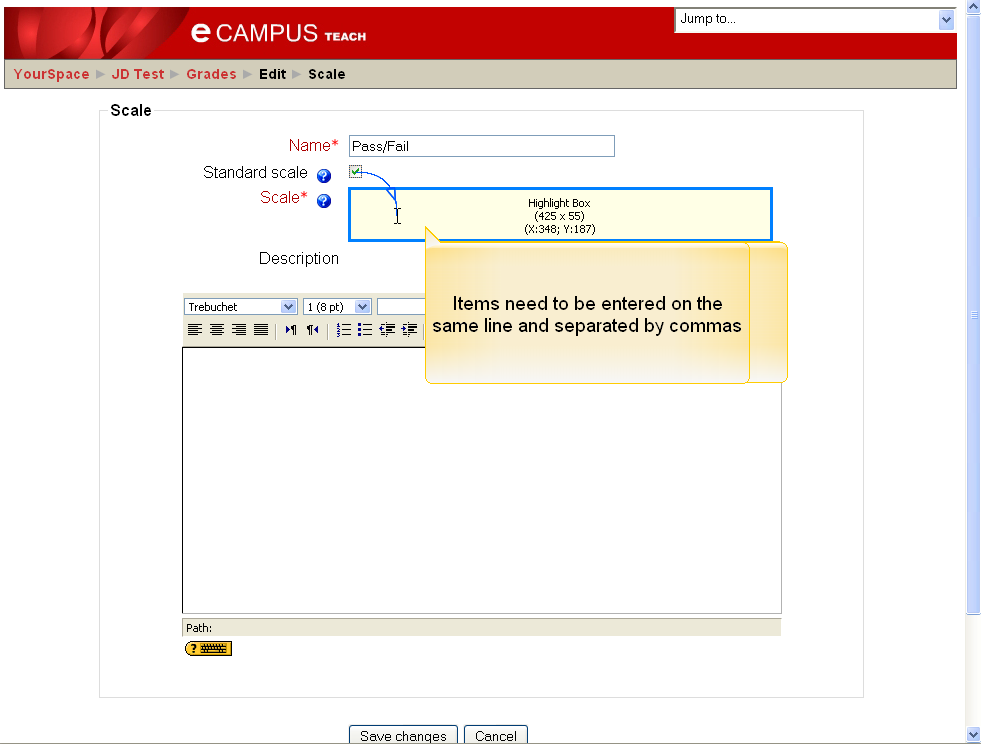 e CAMPUS TEACH
Jump to...
YourSpace JD Test Grades Edit Scale
Scale
Name* Pass/Fail
Standard scale ?
Scale* ?
Highlight Box
(425 x 55)
(X:348; Y:187)
Description
Trebuchet 1 (8 pt)
Items need to be entered on the
same line and separated by commas
Path:
?
Save changes Cancel